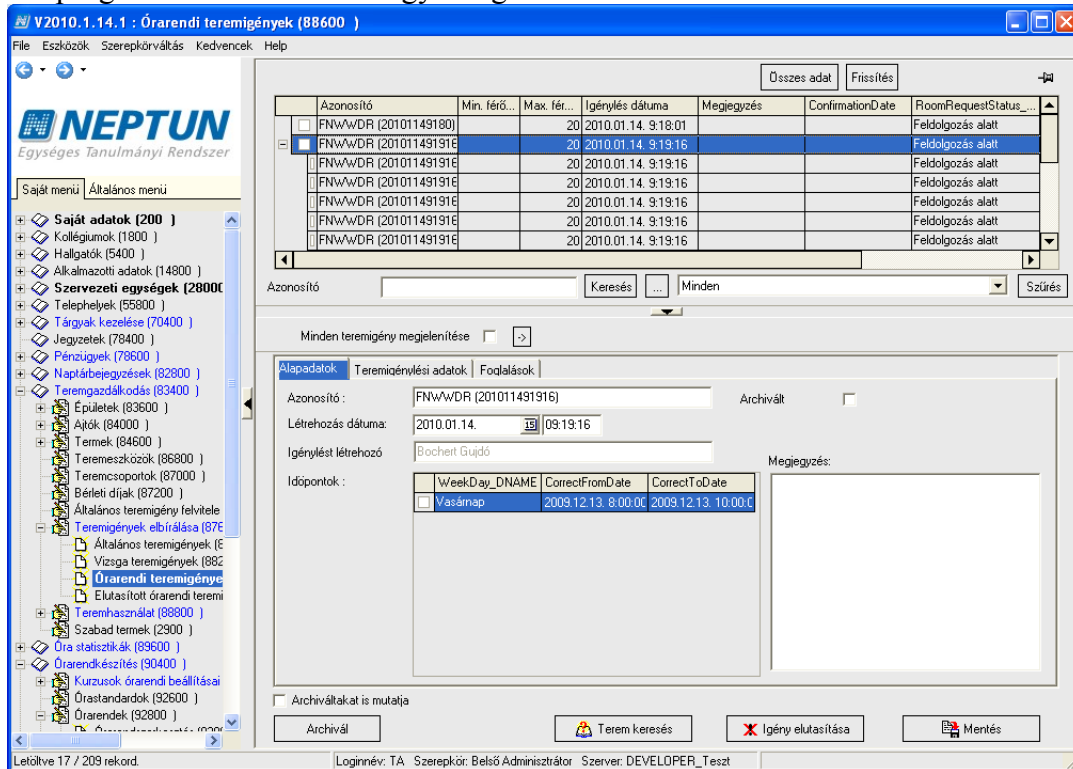 V2010.1.14.1 : Órarendi teremigények (88600 )
File Eszközök Szerepkörváltás Kedvencek Help
NEPTUN
Egységes Tanulmányi Rendszer
Saját menü Általános menü
Saját adatok (200 )
Kollégiumok (1800 )
Hallgatók (5400 )
Alkalmazotti adatok (14800 )
Szervezeti egységek (28000
Telephelyek (55800 )
Tárgyak kezelése (70400 )
Jegyzetek (78400 )
Pénzügyek (78600 )
Naptárbejegyzések (82800 )
Teremgazdálkodás (83400 )
Épületek (83600 )
Ajtók (84000 )
Termek (84600 )
Teremeszközök (86800 )
Teremcsoportok (87000 )
Bérleti díjak (87200 )
Általános teremigény felvitele
Teremigények elbírálása (876
Általános teremigények (8
Vizsga teremigények (882
Órarendi teremigénye
Elutasított órarendi teremi
Teremhasználat (88800 )
Szabad termek (2900 )
Óra statisztikák (89600 )
Órarendkészítés (90400 )
Kurzusok órarendi beállításai
Órastandardok (92600 )
Órarendek (92800 )
Összes adat Frissítés
Azonosító Min. férő... Max. fér... Igénylés dátuma Megjegyzés ConfirmationDate RoomRequestStatus_...
FNWWDR (20101149180) 20 2010.01.14. 9:18:01 Feldolgozás alatt
FNWWDR (2010114916 20 2010.01.14. 9:19:16 Feldolgozás alatt
FNWWDR (201011491916 20 2010.01.14. 9:19:16 Feldolgozás alatt
FNWWDR (201011491916 20 2010.01.14. 9:19:16 Feldolgozás alatt
FNWWDR (201011491916 20 2010.01.14. 9:19:16 Feldolgozás alatt
FNWWDR (201011491916 20 2010.01.14. 9:19:16 Feldolgozás alatt
FNWWDR (201011491916 20 2010.01.14. 9:19:16 Feldolgozás alatt
Azonosító Keresés ... Minden Szűrés
Minden teremigény megjelenítése ->
Alapadatok Teremigénylési adatok Foglalások
Azonosító : FNWWDR (201011491916) Archivált
Létrehozás dátuma: 2010.01.14. 15 09:19:16
Igénylést létrehozó Bochert Gujdó
Megjegyzés:
Időpontok : WeekDay_DNAME CorrectFromDate CorrectToDate
Vasárnap 2009.12.13. 8:00:00 2009.12.13. 10:00:0
Archiváltakat is mutatja
Archivál Terem keresés Igény elutasítása Mentés
Letöltve 17 / 209 rekord. Loginnév: TA Szerepkör: Belső Adminisztrátor Szerver: DEVELOPER_Teszt